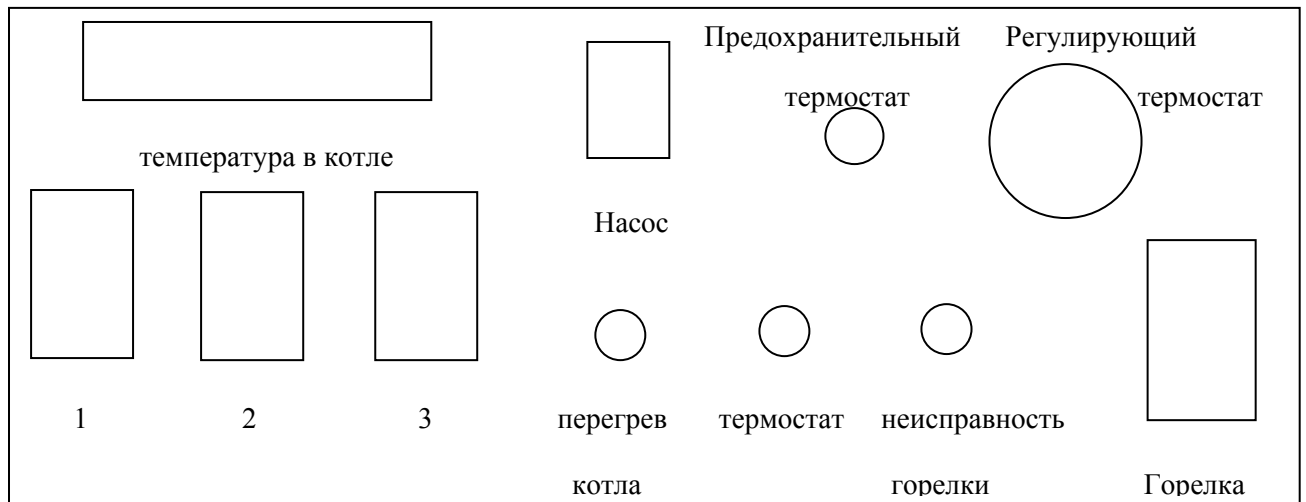 Предохранительный Регулирующий
термостат термостат
температура в котле
Насос
1 2 3 перегрев термостат неисправность
котла горелки Горелка